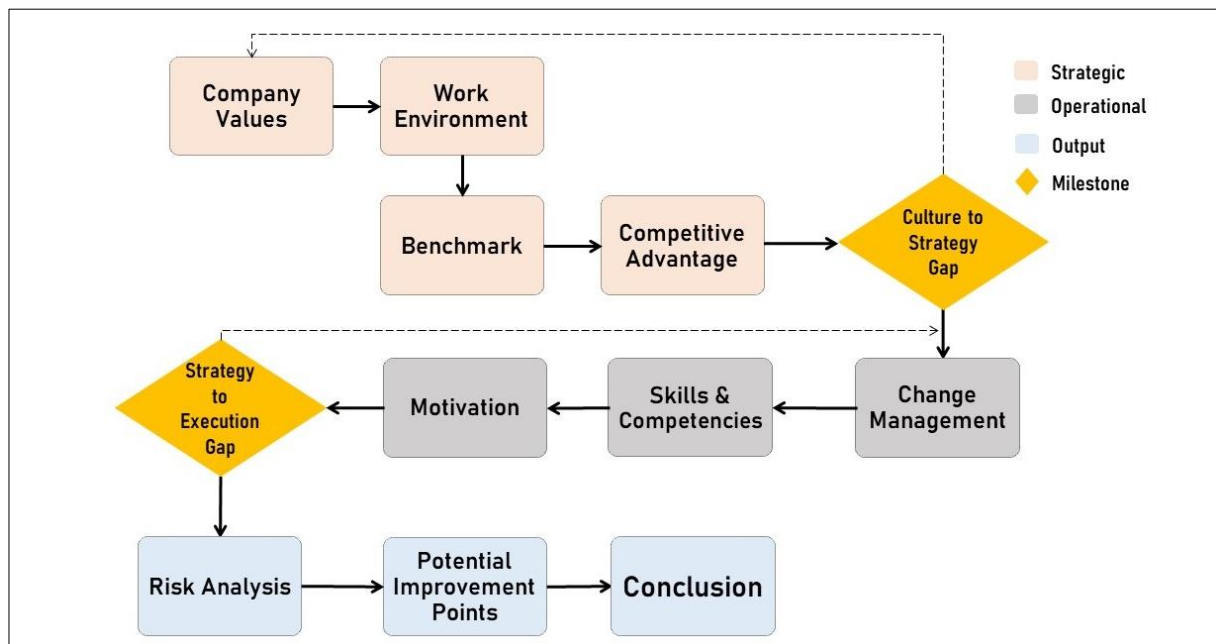 Company
Values
Work
Environment
Strategic
Operational
Output
Milestone
Benchmark
Competitive
Advantage
Culture to
Strategy
Gap
Strategy
to
Execution
Gap
Motivation
Skills &
Competencies
Change
Management
Risk Analysis
Potential
Improvement
Points
Conclusion